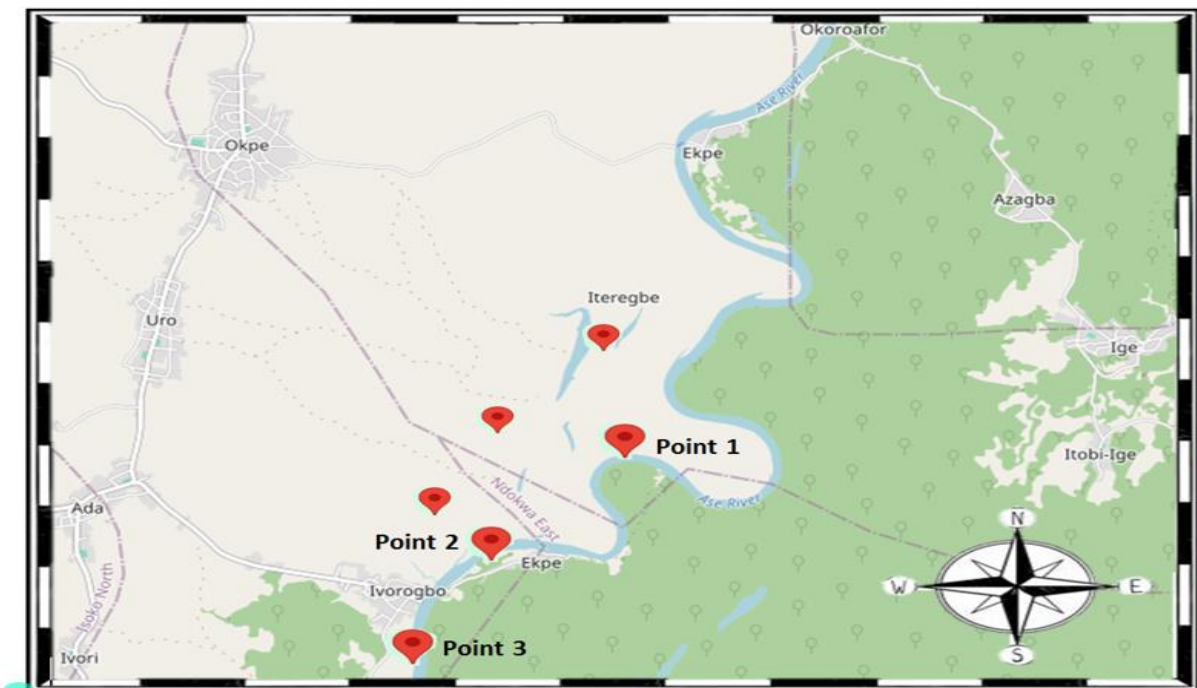 Okoroafor
Ase River
Okpe
Ekpe
Azagba
Iteregbe
Uro
Ige
Point 1
Itobi-Ige
Ndokwa East
Ase River
Ada
N
Point 2
Ekpe
Ivorogbo
W
E
Isoko North
Point 3
S
Ivori